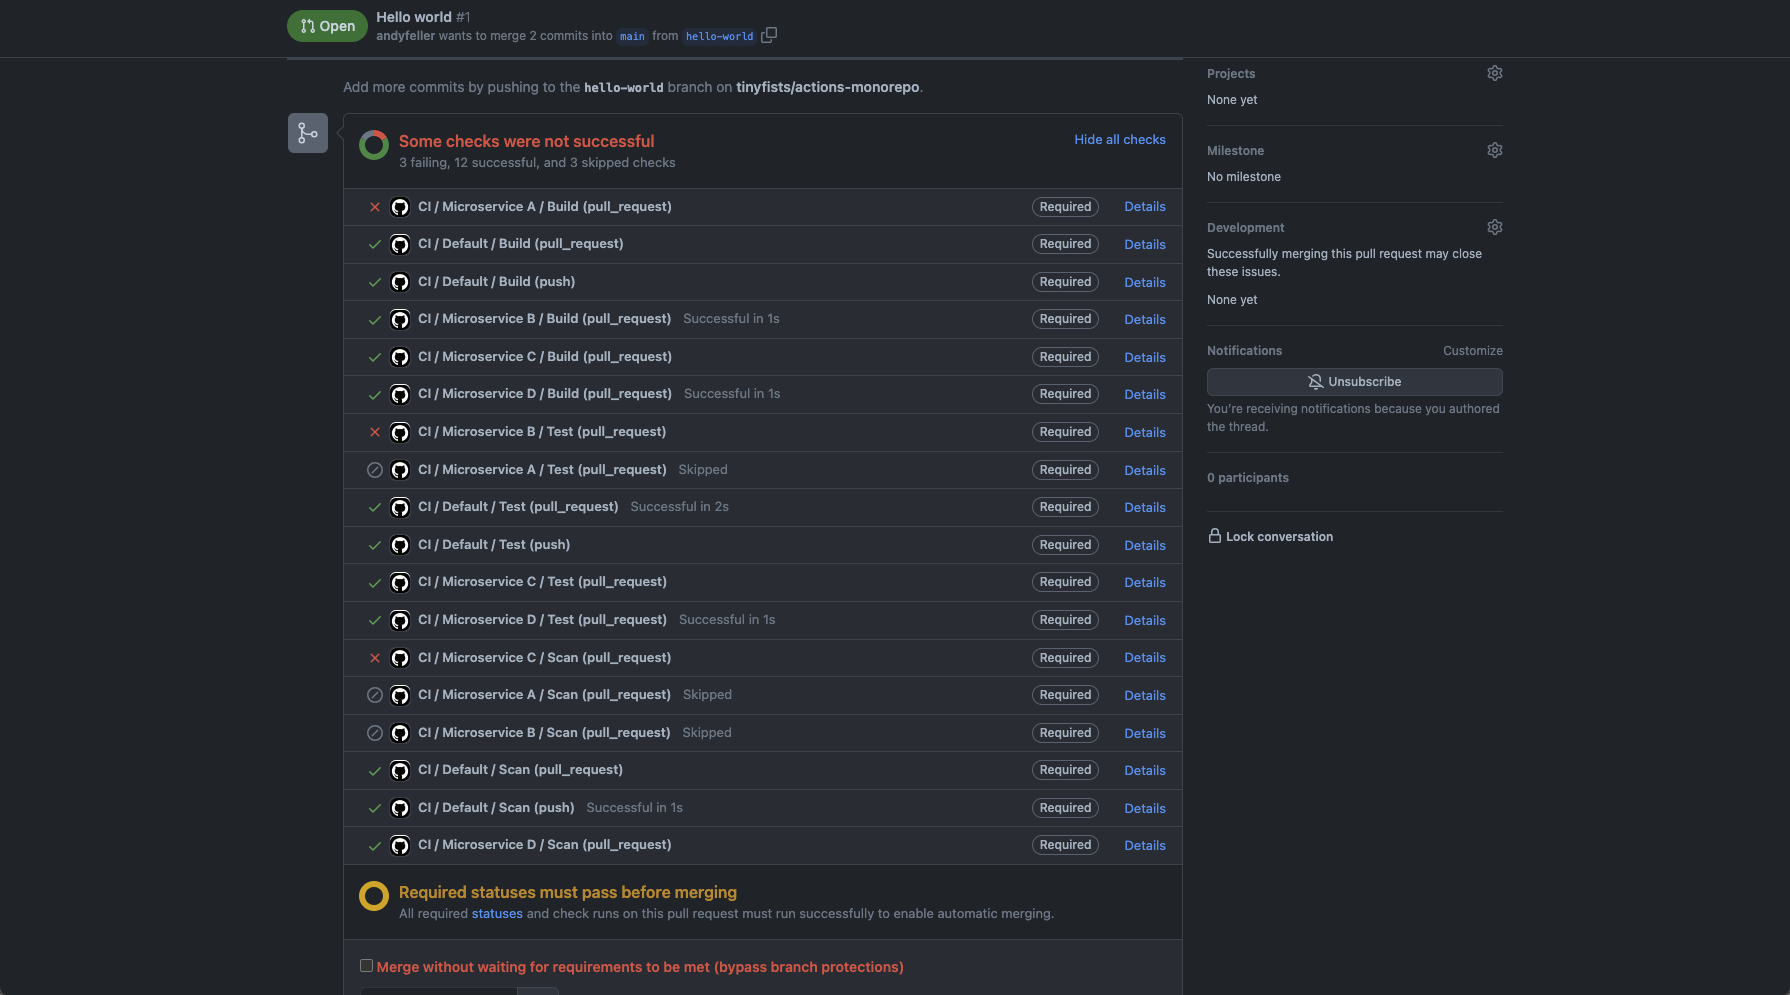 Open
Hello world #1
andyfeller wants to merge 2 commits into main from hello-world
Add more commits by pushing to the hello-world branch on tinyfists/actions-monorepo.
Some checks were not successful
Hide all checks
3 failing, 12 successful, and 3 skipped checks
CI / Microservice A / Build (pull_request) Required Details
CI / Default / Build (pull_request) Required Details
CI / Default / Build (push) Required Details
CI / Microservice B / Build (pull_request) Successful in 1s Required Details
CI / Microservice C / Build (pull_request) Required Details
CI / Microservice D / Build (pull_request) Successful in 1s Required Details
CI / Microservice B / Test (pull_request) Required Details
CI / Microservice A / Test (pull_request) Skipped Required Details
CI / Default / Test (pull_request) Successful in 2s Required Details
CI / Default / Test (push) Required Details
CI / Microservice C / Test (pull_request) Required Details
CI / Microservice D / Test (pull_request) Successful in 1s Required Details
CI / Microservice C / Scan (pull_request) Required Details
CI / Microservice A / Scan (pull_request) Skipped Required Details
CI / Microservice B / Scan (pull_request) Skipped Required Details
CI / Default / Scan (pull_request) Required Details
CI / Default / Scan (push) Successful in 1s Required Details
CI / Microservice D / Scan (pull_request) Required Details
Required statuses must pass before merging
All required statuses and check runs on this pull request must run successfully to enable automatic merging.
Merge without waiting for requirements to be met (bypass branch protections)
Projects
None yet
Milestone
No milestone
Development
Successfully merging this pull request may close
these issues.
None yet
Notifications Customize
Unsubscribe
You're receiving notifications because you authored
the thread.
0 participants
Lock conversation